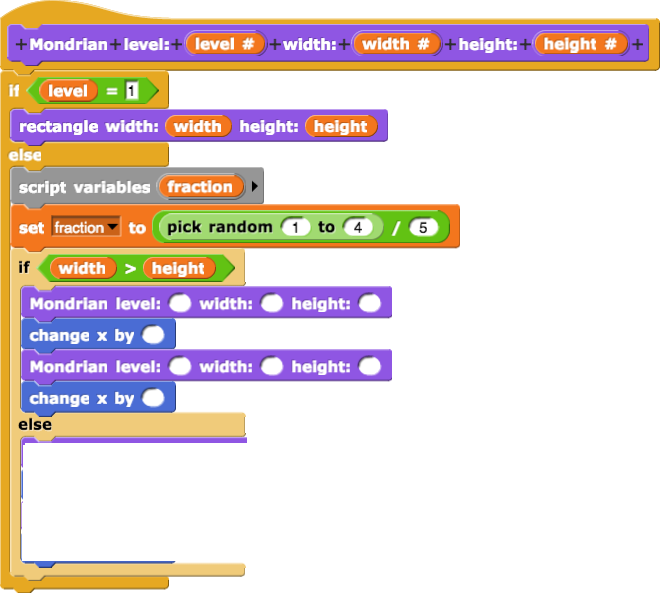 +Mondrian+level:+ level # +width:+ width # +height:+ height # +
if level = 1
rectangle width: width height: height
else
script variables fraction
set fraction to pick random 1 to 4 / 5
if width > height
Mondrian level: width: height:
change x by
Mondrian level: width: height:
change x by
else